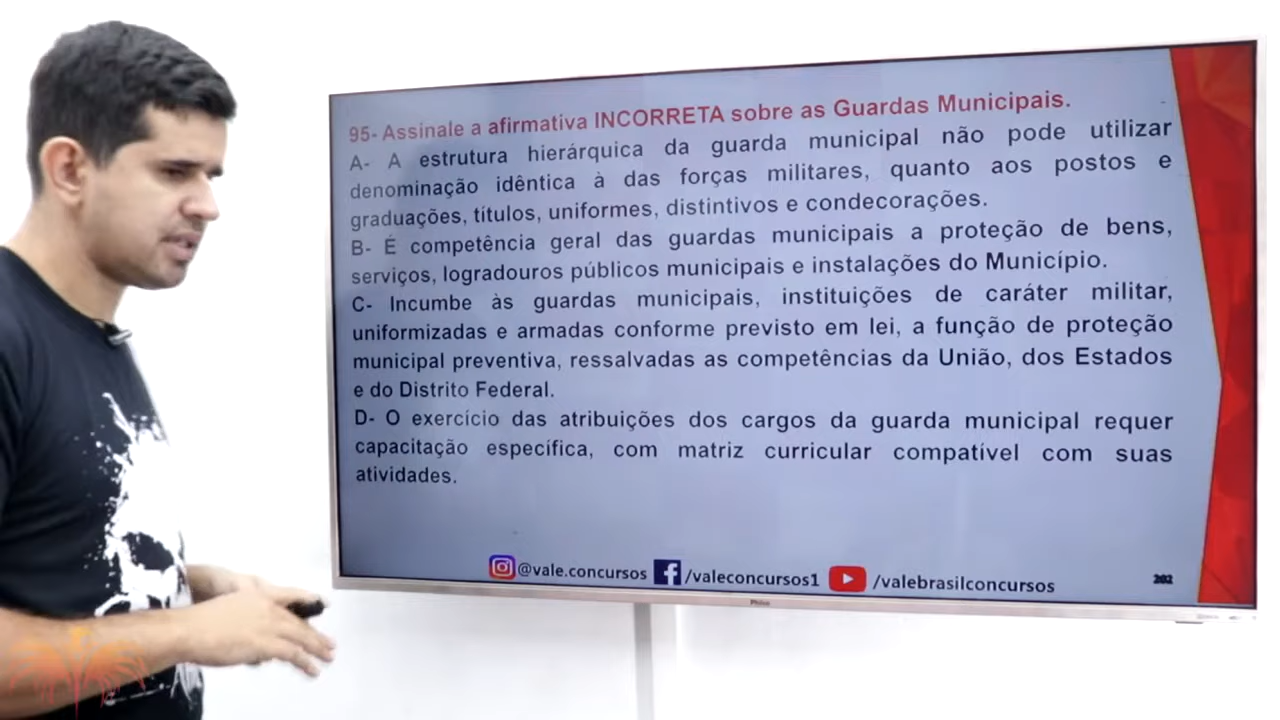 95- Assinale a afirmativa INCORRETA sobre as Guardas Municipais.
A- A estrutura hierárquica da guarda municipal não pode utilizar
denominação idêntica à das forças militares, quanto aos postos e
graduações, títulos, uniformes, distintivos e condecorações.
B- É competência geral das guardas municipais a proteção de bens,
serviços, logradouros públicos municipais e instalações do Município.
C- Incumbe às guardas municipais, instituições de caráter militar,
uniformizadas e armadas conforme previsto em lei, a função de proteção
municipal preventiva, ressalvadas as competências da União, dos Estados
e do Distrito Federal.
D- O exercício das atribuições dos cargos da guarda municipal requer
capacitação específica, com matriz curricular compatível com suas
atividades.
@vale.concursos /valeconcursos1 /valebrasilconcursos
202
Philco